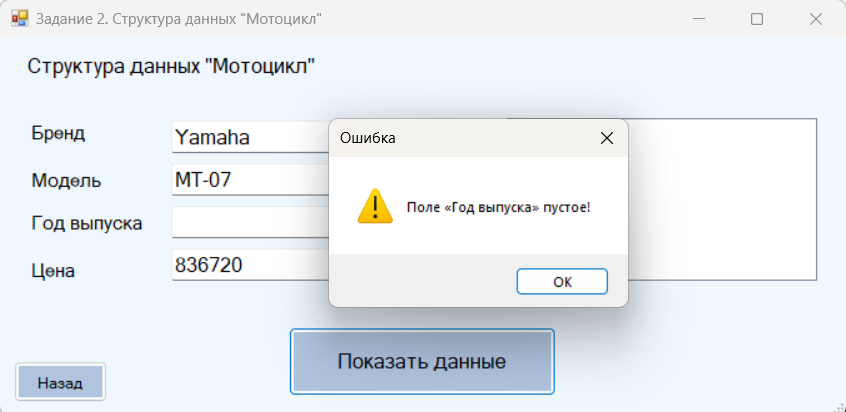 Задание 2. Структура данных "Мотоцикл"
Структура данных "Мотоцикл"
Бренд
Yamaha
Модель
MT-07
Год выпуска
Цена
836720
Ошибка
Поле «Год выпуска» пустое!
ОК
Показать данные
Назад